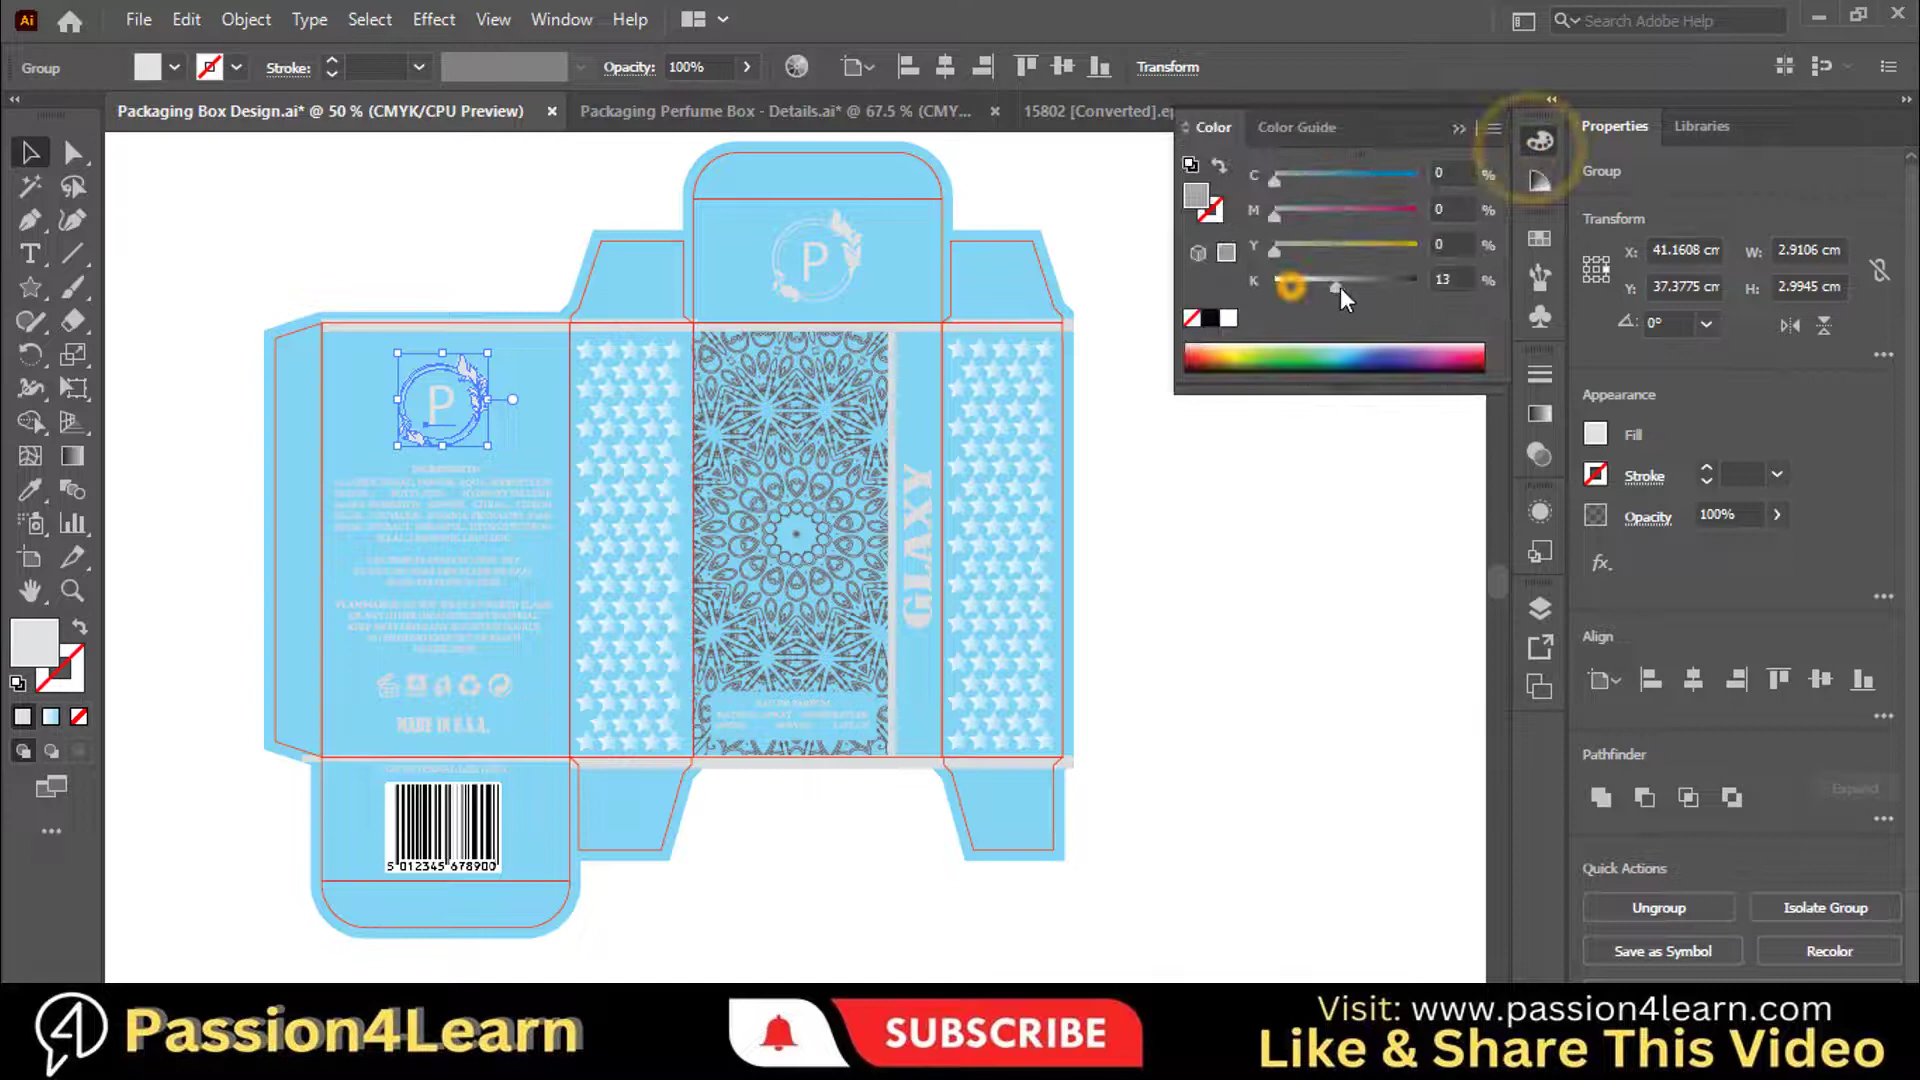 Ai File Edit Object Type Select Effect View Window Help Search Adobe Help
Group Stroke: Opacity: 100% Transform
Packaging Box Design.ai* @ 50 % (CMYK/CPU Preview) × Packaging Perfume Box - Details.ai* @ 67.5 % (CMY... × 15802 [Converted].ep
Color Color Guide
C 0 %
M 0 %
Y 0 %
K 13 %
Properties Libraries
Group
Transform
X: 41.1608 cm W: 2.9106 cm
Y: 37.3775 cm H: 2.9945 cm
0°
Appearance
Fill
Stroke
Opacity 100%
fx
Align
Pathfinder
Expand
Quick Actions
Ungroup Isolate Group
Save as Symbol Recolor
P
P
GLAXY
MADE IN U.S.A.
5 012345 678900
Passion4Learn
SUBSCRIBE
Visit: www.passion4learn.com
Like & Share This Video